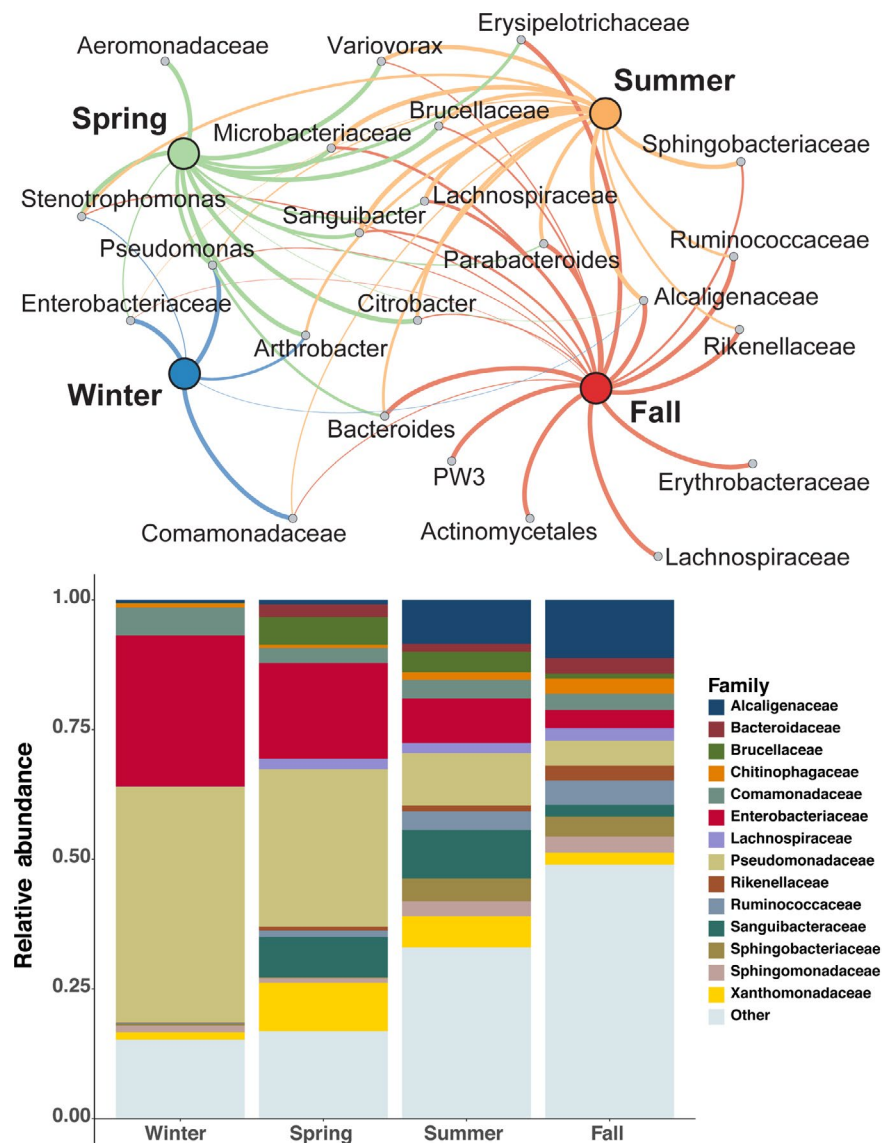 Erysipelotrichaceae
Aeromonadaceae
Variovorax
Summer
Spring
Brucellaceae
Microbacteriaceae
Sphingobacteriaceae
Stenotrophomonas
Lachnospiraceae
Sanguibacter
Pseudomonas
Ruminococcaceae
Parabacteroides
Enterobacteriaceae
Citrobacter
Alcaligenaceae
Arthrobacter
Rikenellaceae
Winter
Fall
Bacteroides
PW3
Erythrobacteraceae
Comamonadaceae
Actinomycetales
Lachnospiraceae
Relative abundance
1.00
0.75
0.50
0.25
0.00
Winter
Spring
Summer
Fall
Family
Alcaligenaceae
Bacteroidaceae
Brucellaceae
Chitinophagaceae
Comamonadaceae
Enterobacteriaceae
Lachnospiraceae
Pseudomonadaceae
Rikenellaceae
Ruminococcaceae
Sanguibacteraceae
Sphingobacteriaceae
Sphingomonadaceae
Xanthomonadaceae
Other